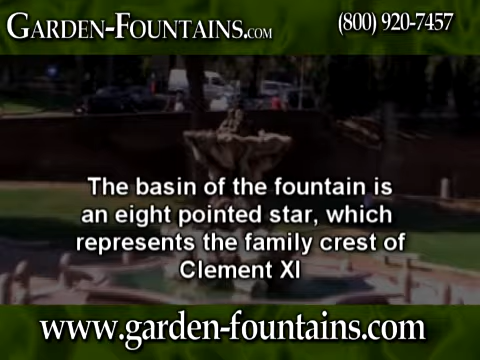 GARDEN-FOUNTAINS.COM
(800) 920-7457
The basin of the fountain is
an eight pointed star, which
represents the family crest of
Clement XI
www.garden-fountains.com